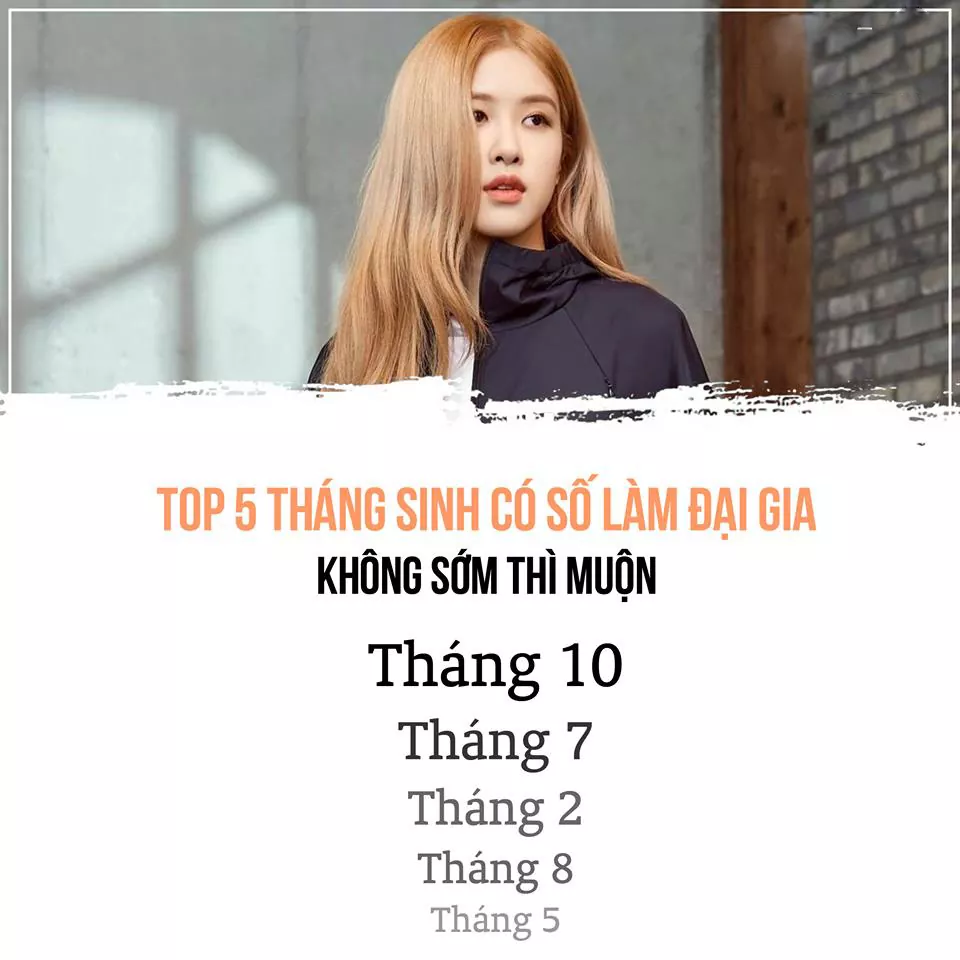 TOP 5 THÁNG SINH CÓ SỐ LÀM ĐẠI GIA
KHÔNG SỚM THÌ MUỘN
Tháng 10
Tháng 7
Tháng 2
Tháng 8
Tháng 5